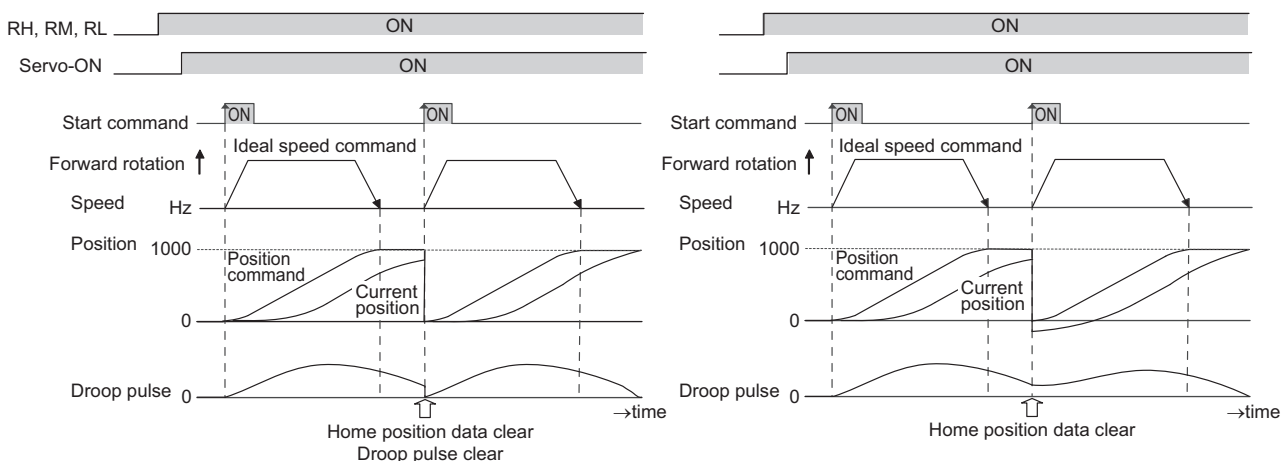 RH, RM, RL
ON
Servo-ON
ON
Start command
ON
ON
Forward rotation
Ideal speed command
Speed
Hz
Position
1000
Position
command
Current
position
0
Droop pulse
0
→time
Home position data clear
Droop pulse clear
ON
ON
Start command
ON
ON
Forward rotation
Ideal speed command
Speed
Hz
Position
1000
Position
command
Current
position
0
Droop pulse
0
→time
Home position data clear